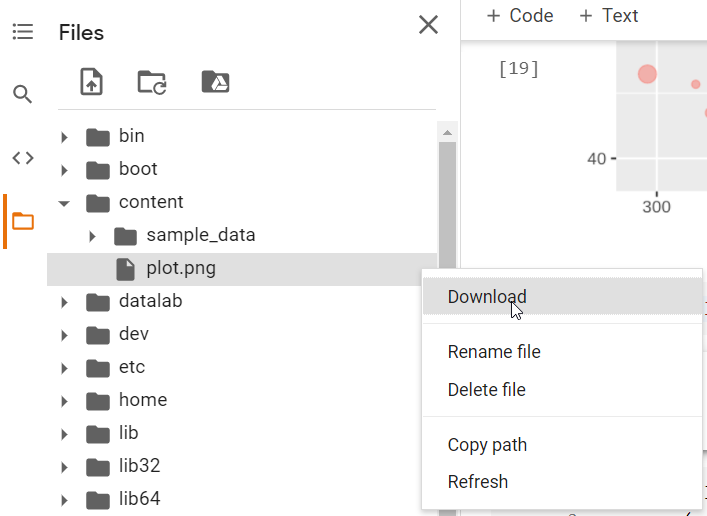 Files
+ Code + Text
[19]
40
300
bin
boot
content
sample_data
plot.png
datalab
dev
etc
home
lib
lib32
lib64
Download
Rename file
Delete file
Copy path
Refresh